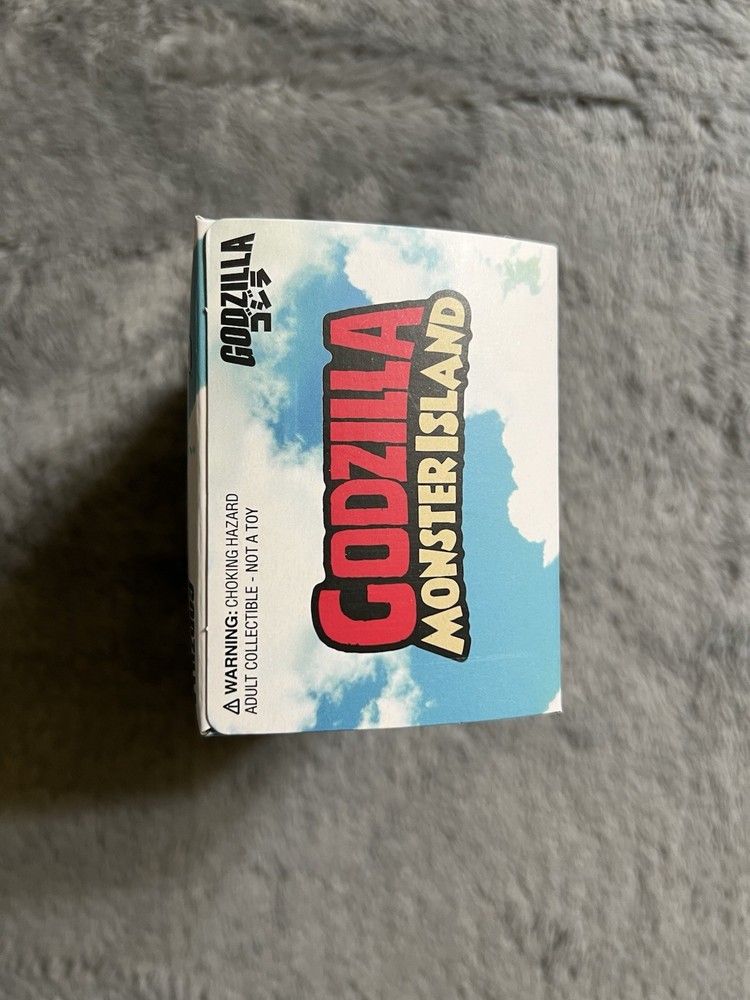 ⚠ WARNING: CHOKING HAZARD
ADULT COLLECTIBLE - NOT A TOY
GODZILLA
ゴジラ
GODZILLA
MONSTER ISLAND